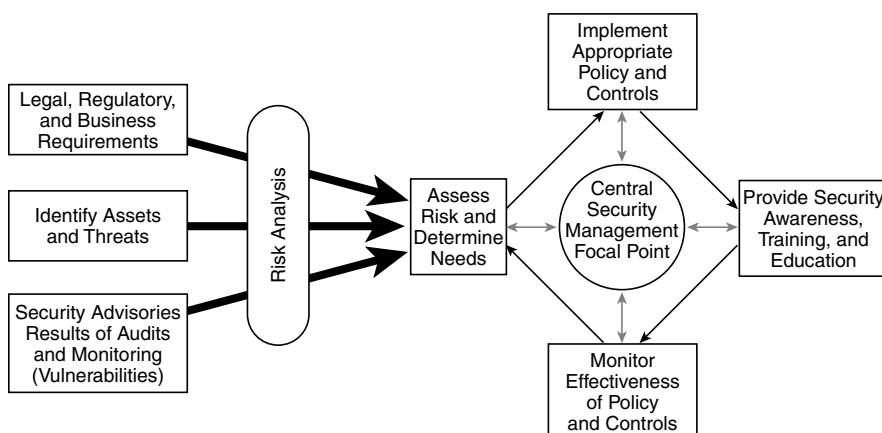 Legal, Regulatory,
and Business
Requirements
Identify Assets
and Threats
Security Advisories
Results of Audits
and Monitoring
(Vulnerabilities)
Risk Analysis
Assess
Risk and
Determine
Needs
Implement
Appropriate
Policy and
Controls
Central
Security
Management
Focal Point
Provide Security
Awareness,
Training, and
Education
Monitor
Effectiveness
of Policy
and Controls